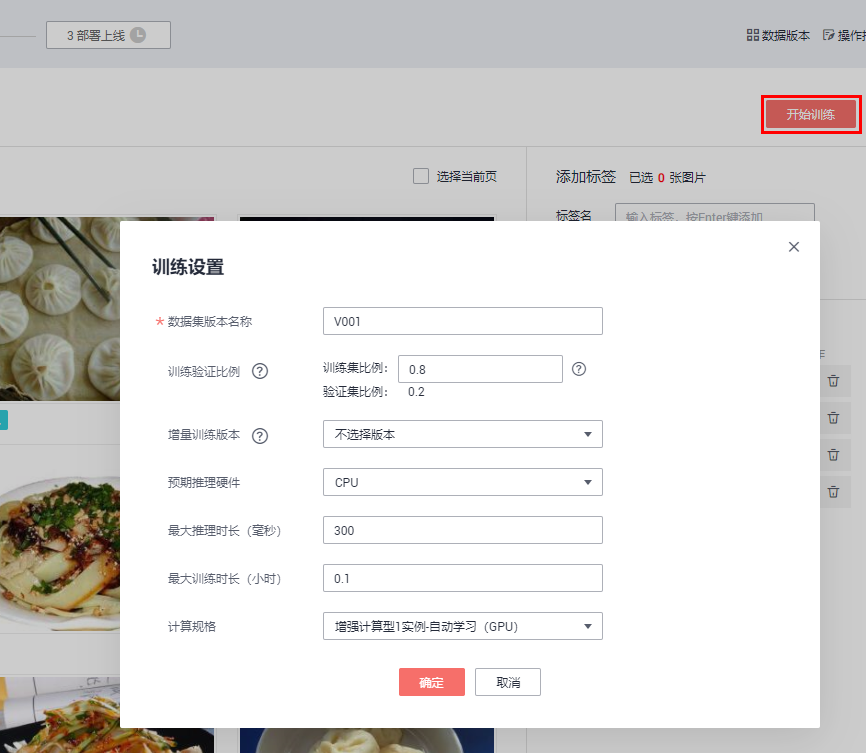 3 部署上线
数据版本
操作
开始训练
选择当前页
添加标签 已选 0 张图片
标签名 输入标签，按Enter键添加
训练设置
* 数据集版本名称 V001
训练验证比例 ? 训练集比例： 0.8 ?
验证集比例： 0.2
增量训练版本 ? 不选择版本
预期推理硬件 CPU
最大推理时长（毫秒） 300
最大训练时长（小时） 0.1
计算规格 增强计算型1实例-自动学习（GPU）
确定 取消